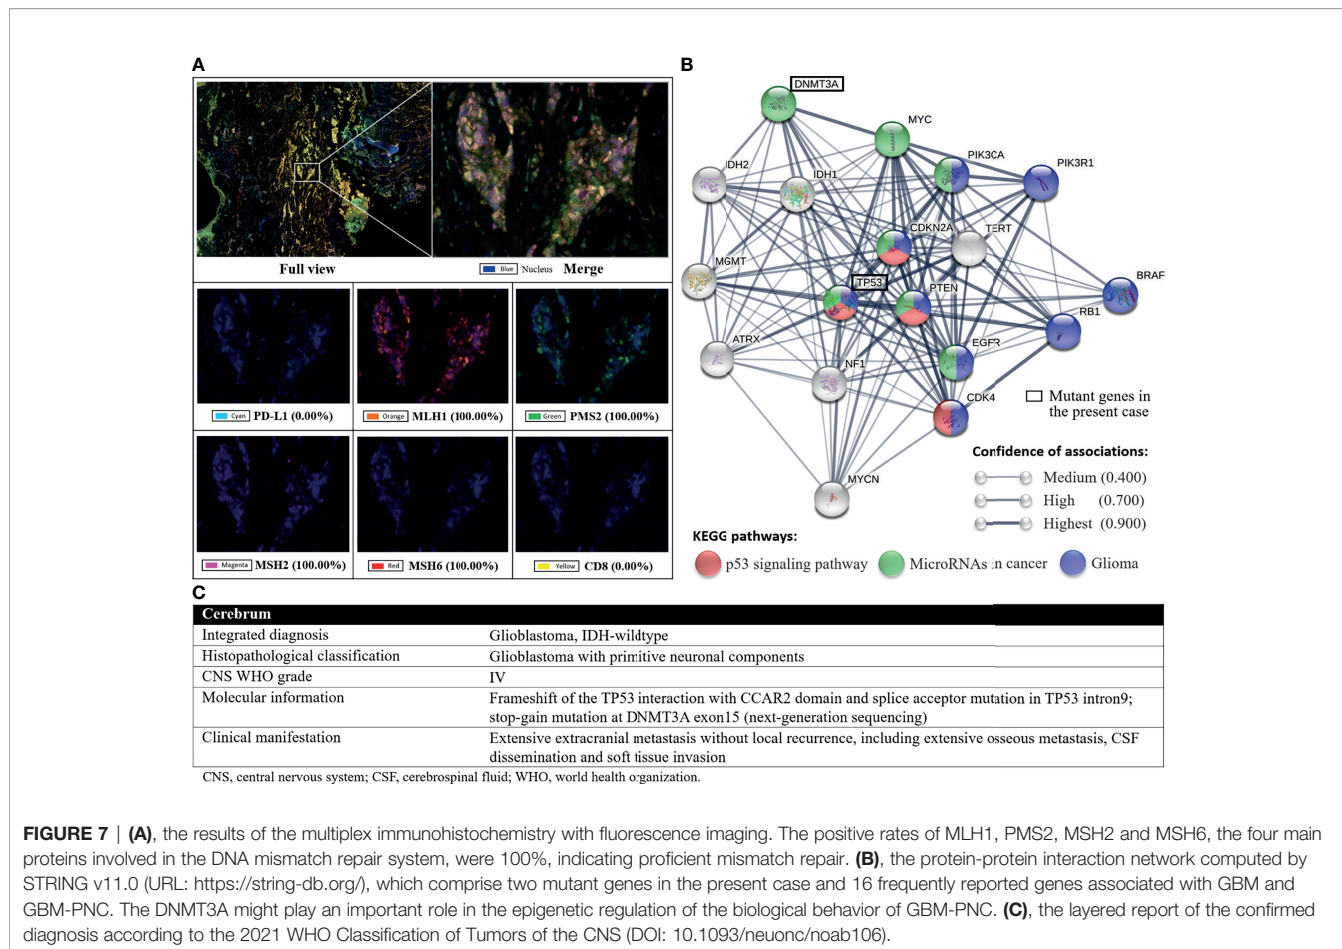 A
Full view
Blue Nucleus Merge
Cyan PD-L1 (0.00%)
Orange MLH1 (100.00%)
Green PMS2 (100.00%)
Magenta MSH2 (100.00%)
Red MSH6 (100.00%)
Yellow CD8 (0.00%)
B
DNMT3A
MYC
PIK3CA
PIK3R1
IDH2
IDH1
CDKN2A
TERT
MGMT
TP53
PTEN
BRAF
RB1
ATRX
NF1
EGFR
CDK4
MYCN
Mutant genes in
the present case
Confidence of associations:
Medium (0.400)
High (0.700)
Highest (0.900)
KEGG pathways:
p53 signaling pathway MicroRNAs in cancer Glioma
C
Cerebrum
Integrated diagnosis Glioblastoma, IDH-wildtype
Histopathological classification Glioblastoma with primitive neuronal components
CNS WHO grade IV
Molecular information Frameshift of the TP53 interaction with CCAR2 domain and splice acceptor mutation in TP53 intron9;
stop-gain mutation at DNMT3A exon15 (next-generation sequencing)
Clinical manifestation Extensive extracranial metastasis without local recurrence, including extensive osseous metastasis, CSF
dissemination and soft tissue invasion
CNS, central nervous system; CSF, cerebrospinal fluid; WHO, world health organization.
FIGURE 7 | (A), the results of the multiplex immunohistochemistry with fluorescence imaging. The positive rates of MLH1, PMS2, MSH2 and MSH6, the four main
proteins involved in the DNA mismatch repair system, were 100%, indicating proficient mismatch repair. (B), the protein-protein interaction network computed by
STRING v11.0 (URL: https://string-db.org/), which comprise two mutant genes in the present case and 16 frequently reported genes associated with GBM and
GBM-PNC. The DNMT3A might play an important role in the epigenetic regulation of the biological behavior of GBM-PNC. (C), the layered report of the confirmed
diagnosis according to the 2021 WHO Classification of Tumors of the CNS (DOI: 10.1093/neuonc/noab106).